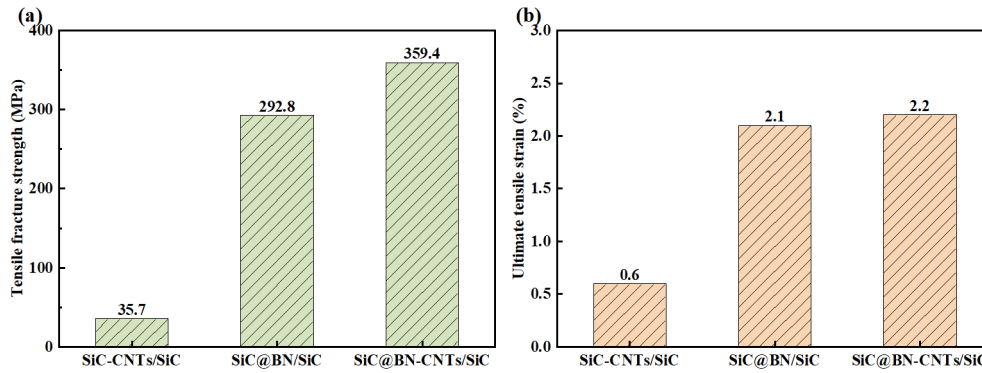 (a)
Tensile fracture strength (MPa)
400
300
200
100
0
35.7
292.8
359.4
SiC-CNTs/SiC
SiC@BN/SiC
SiC@BN-CNTs/SiC
(b)
Ultimate tensile strain (%)
3.0
2.5
2.0
1.5
1.0
0.5
0.0
0.6
2.1
2.2
SiC-CNTs/SiC
SiC@BN/SiC
SiC@BN-CNTs/SiC